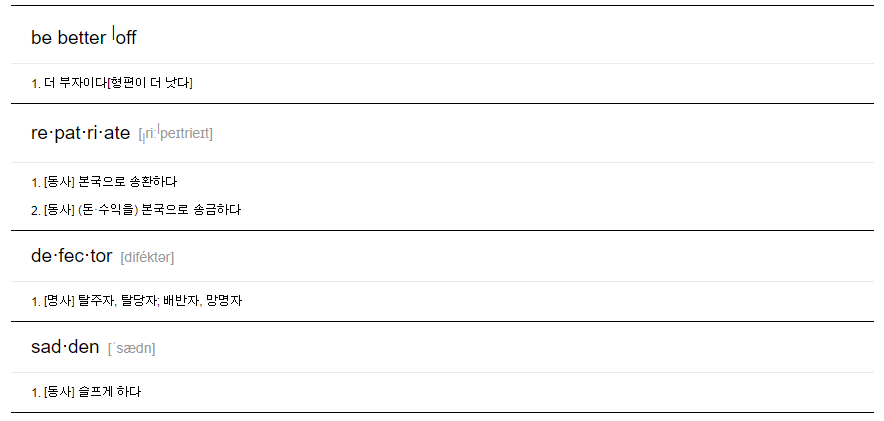 be better ˈoff
1. 더 부자이다[형편이 더 낫다]
re·pat·ri·ate [ˌriːˈpeɪtrieɪt]
1. [동사] 본국으로 송환하다
2. [동사] (돈·수익을) 본국으로 송금하다
de·fec·tor [diféktər]
1. [명사] 탈주자, 탈당자; 배반자, 망명자
sad·den [ˈsædn]
1. [동사] 슬프게 하다